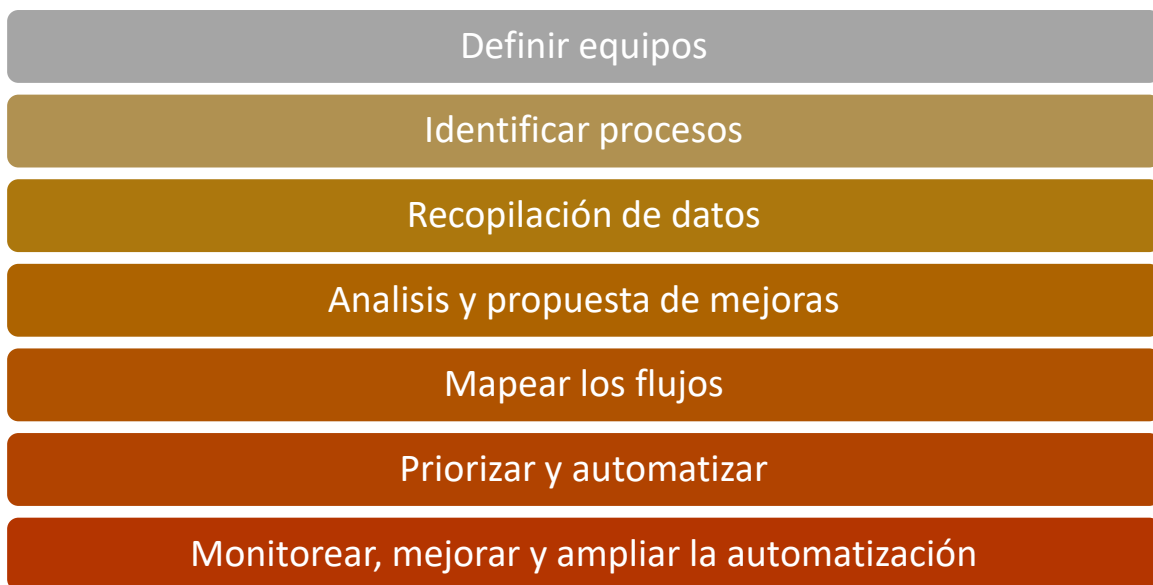 Definir equipos
Identificar procesos
Recopilación de datos
Analisis y propuesta de mejoras
Mapear los flujos
Priorizar y automatizar
Monitorear, mejorar y ampliar la automatización